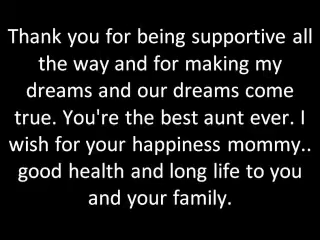 Thank you for being supportive all
the way and for making my
dreams and our dreams come
true. You're the best aunt ever. I
wish for your happiness mommy..
good health and long life to you
and your family.